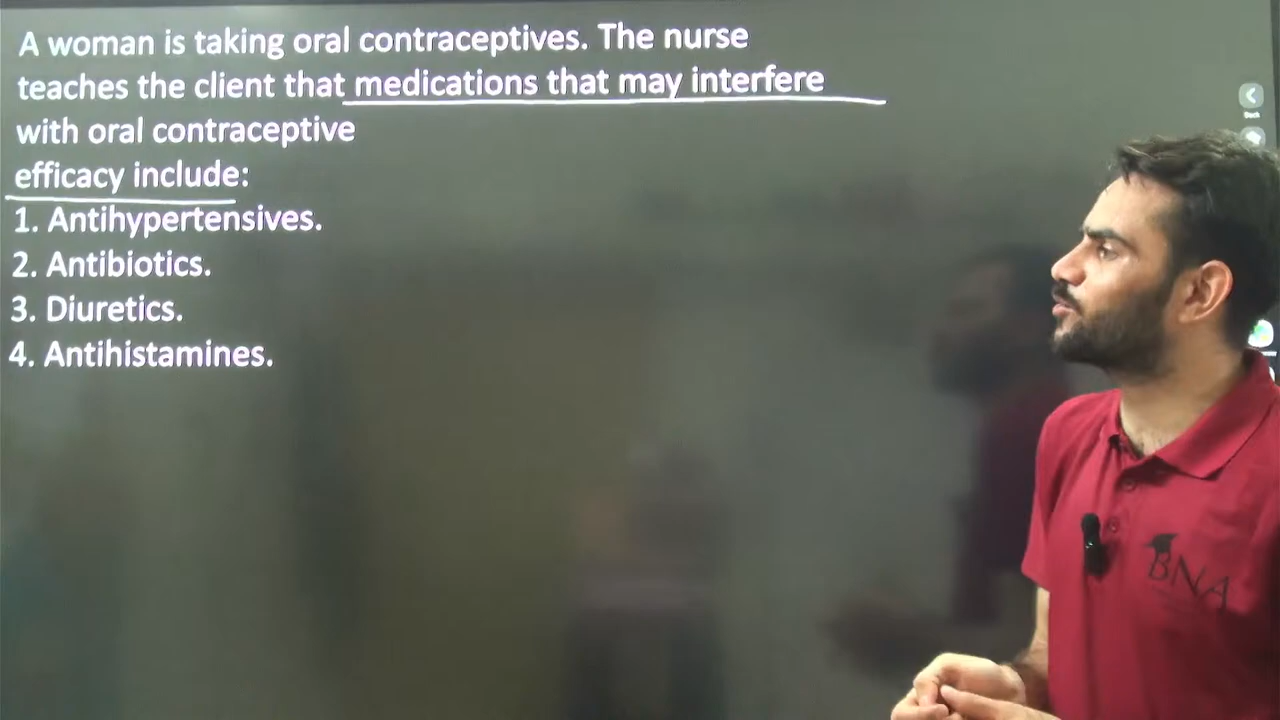 A woman is taking oral contraceptives. The nurse
teaches the client that medications that may interfere
with oral contraceptive
efficacy include:
1. Antihypertensives.
2. Antibiotics.
3. Diuretics.
4. Antihistamines.
BNA